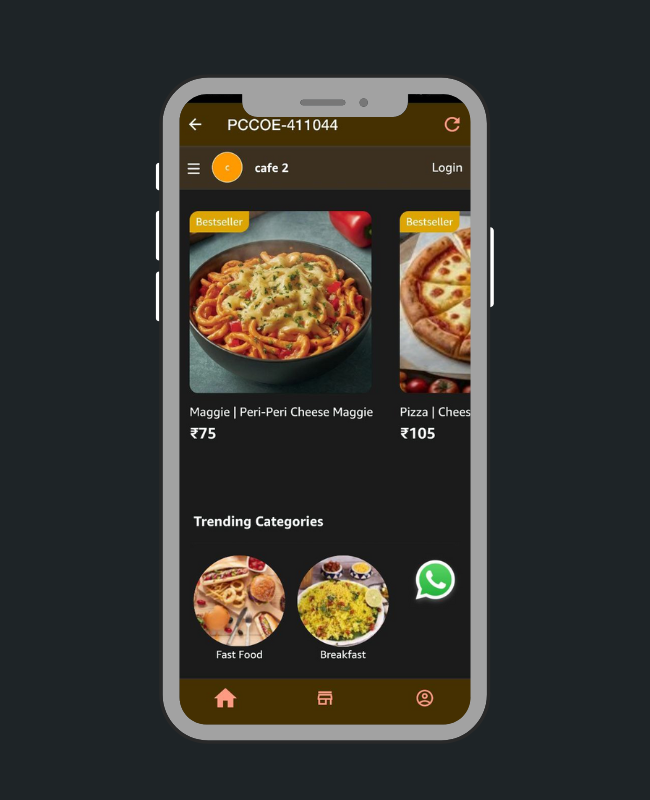 PCCOE-411044
c
cafe 2
Login
Bestseller
Bestseller
Maggie | Peri-Peri Cheese Maggie
₹75
Pizza | Chees
₹105
Trending Categories
Fast Food
Breakfast